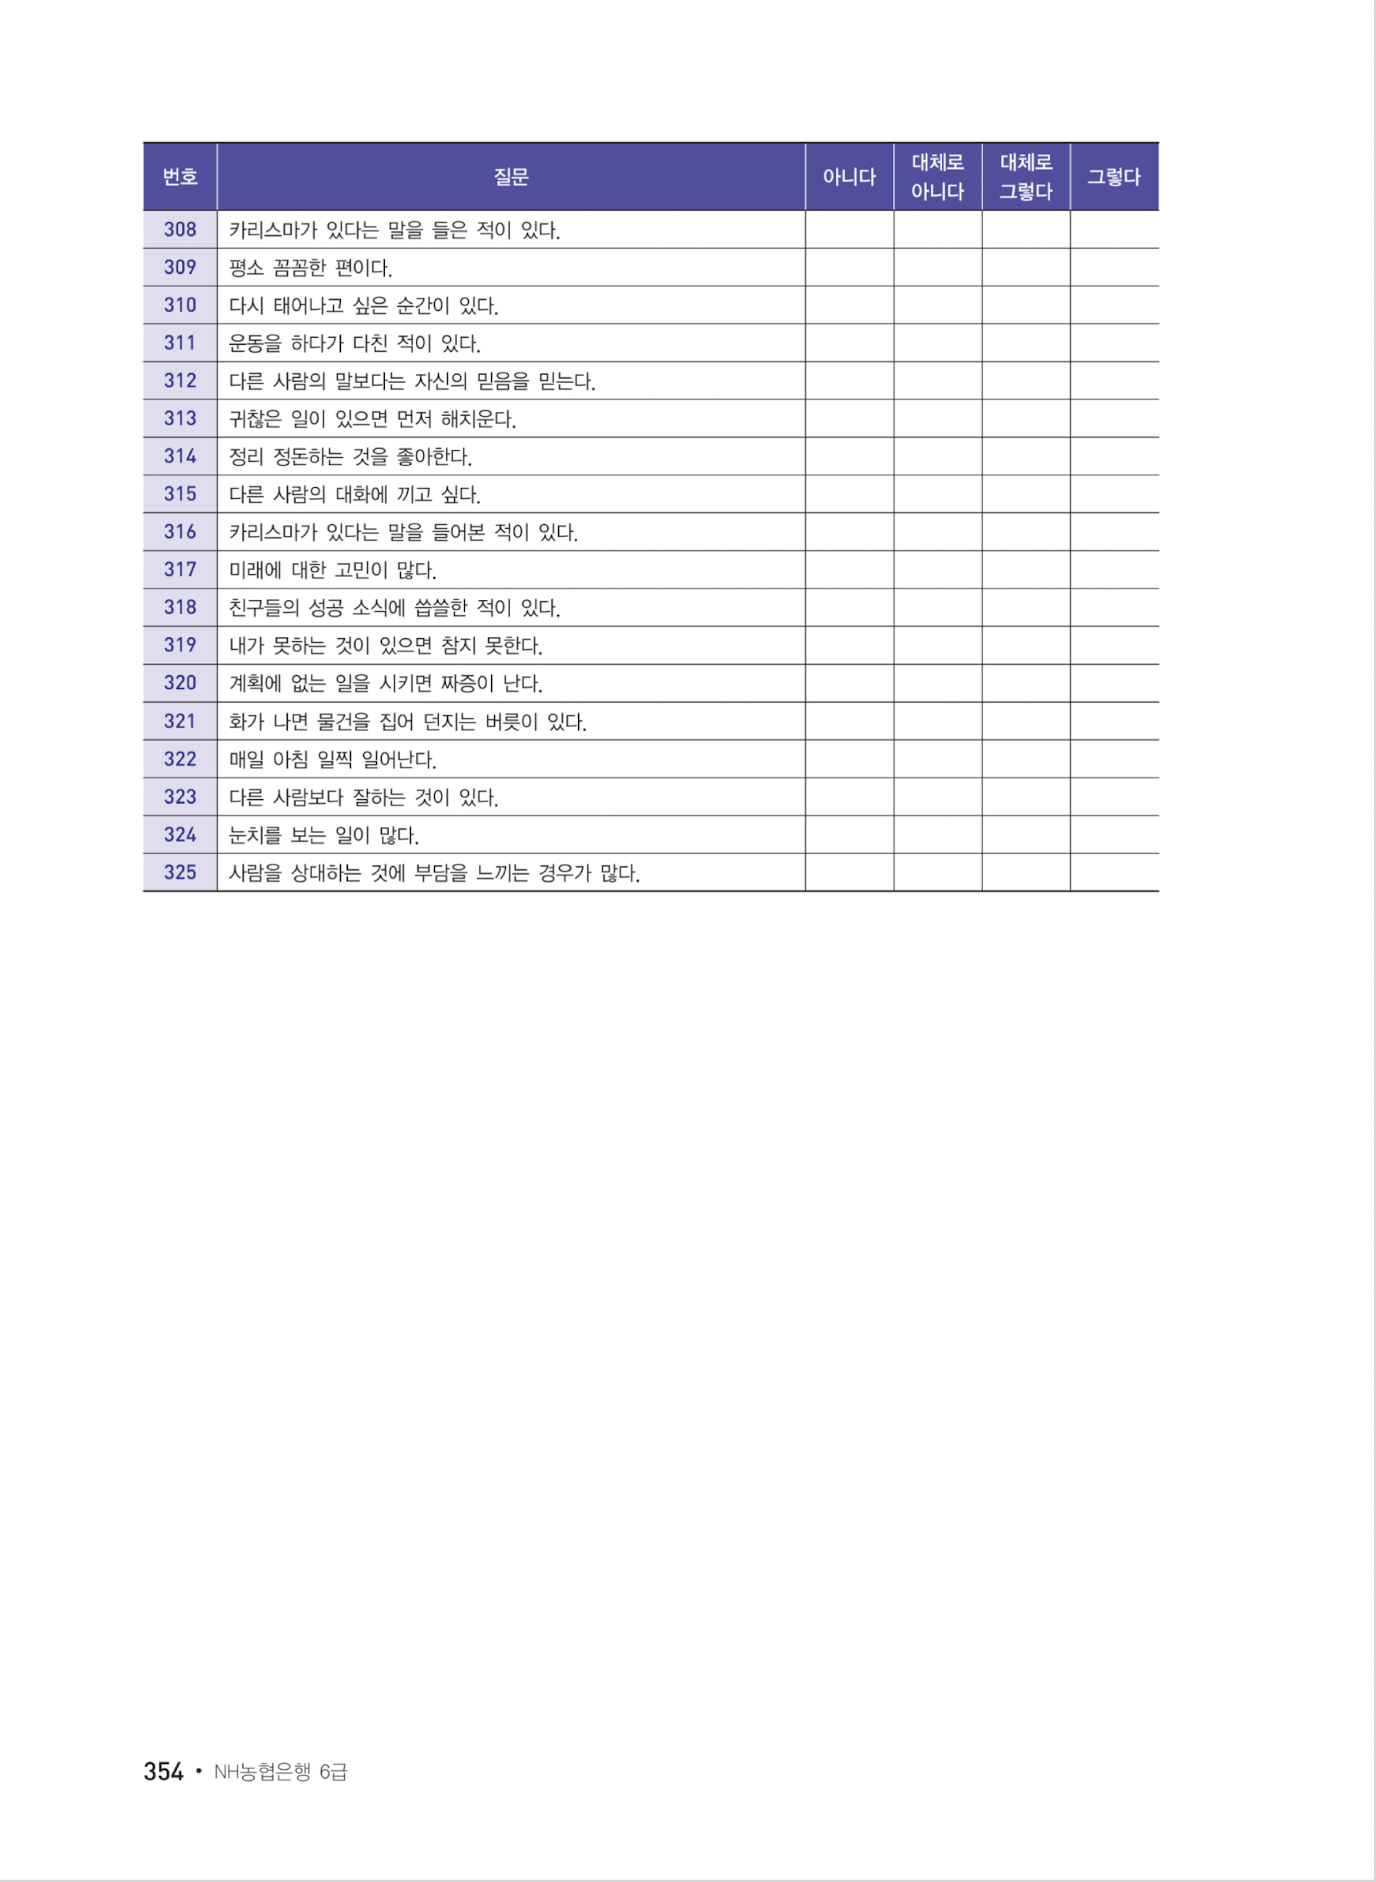 번호 질문 아니다 대체로 아니다 대체로 그렇다 그렇다
308 카리스마가 있다는 말을 들은 적이 있다.
309 평소 꼼꼼한 편이다.
310 다시 태어나고 싶은 순간이 있다.
311 운동을 하다가 다친 적이 있다.
312 다른 사람의 말보다는 자신의 믿음을 믿는다.
313 귀찮은 일이 있으면 먼저 해치운다.
314 정리 정돈하는 것을 좋아한다.
315 다른 사람의 대화에 끼고 싶다.
316 카리스마가 있다는 말을 들어본 적이 있다.
317 미래에 대한 고민이 많다.
318 친구들의 성공 소식에 씁쓸한 적이 있다.
319 내가 못하는 것이 있으면 참지 못한다.
320 계획에 없는 일을 시키면 짜증이 난다.
321 화가 나면 물건을 집어 던지는 버릇이 있다.
322 매일 아침 일찍 일어난다.
323 다른 사람보다 잘하는 것이 있다.
324 눈치를 보는 일이 많다.
325 사람을 상대하는 것에 부담을 느끼는 경우가 많다.
354 • NH농협은행 6급